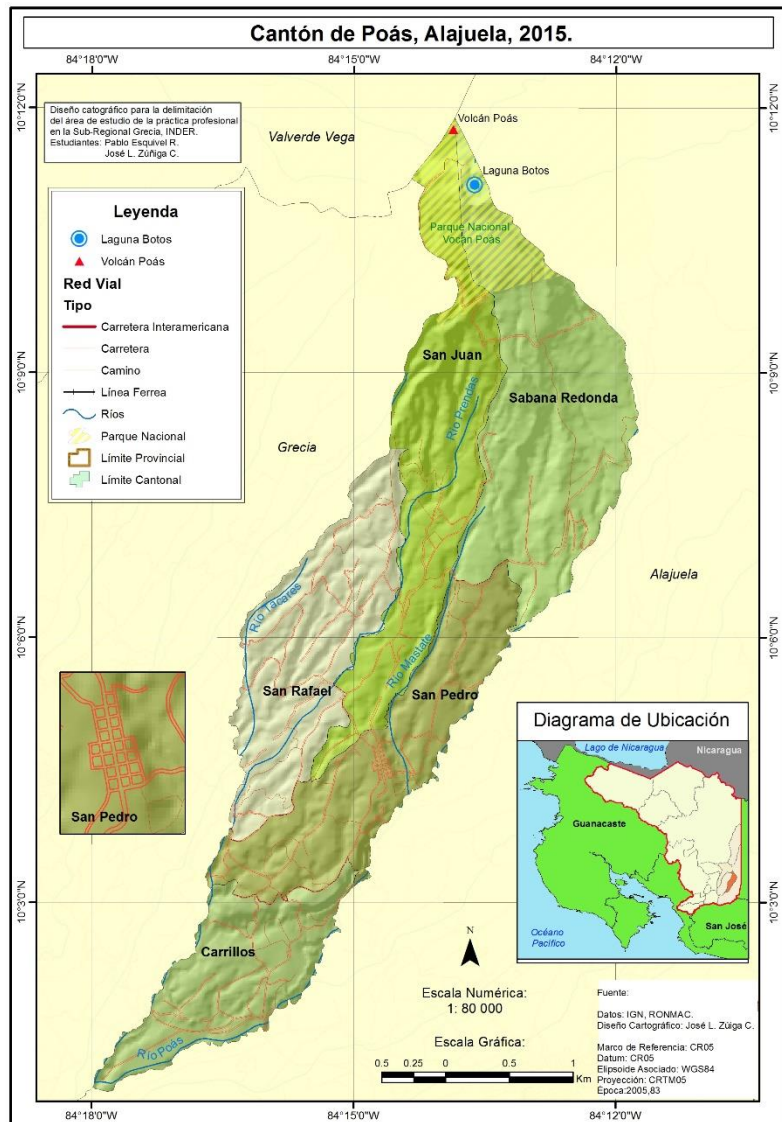 Cantón de Poás, Alajuela, 2015.
84°18'0"W
84°15'0"W
84°12'0"W
10°12'0"N
10°12'0"N
Diseño catográfico para la delimitación
del área de estudio de la práctica profesional
en la Sub-Regional Grecia, INDER.
Estudiantes: Pablo Esquivel R.
José L. Zúñiga C.
Valverde Vega
Volcán Poás
Laguna Botos
Parque Nacional
Vocán Poás
Leyenda
Laguna Botos
Volcán Poás
Red Vial
Tipo
Carretera Interamericana
Carretera
Camino
Línea Ferrea
Ríos
Parque Nacional
Límite Provincial
Límite Cantonal
10°9'0"N
10°9'0"N
San Juan
Río Prendas
Sabana Redonda
Grecia
Alajuela
Río Tacares
10°6'0"N
10°6'0"N
San Rafael
Río Mastate
San Pedro
San Pedro
Diagrama de Ubicación
Lago de Nicaragua
Nicaragua
Guanacaste
San José
Océano
Pacifico
10°3'0"N
10°3'0"N
Carrillos
Río Poás
N
Escala Numérica:
1: 80 000
Escala Gráfica:
0.5 0.25 0 0.5 1
Km
Fuente:
Datos: IGN, RONMAC.
Diseño Cartográfico: José L. Zúiga C.
Marco de Referencia: CR05
Datum: CR05
Elipsoide Asociado: WGS84
Proyección: CRTM05
Época:2005,83
84°18'0"W
84°15'0"W
84°12'0"W